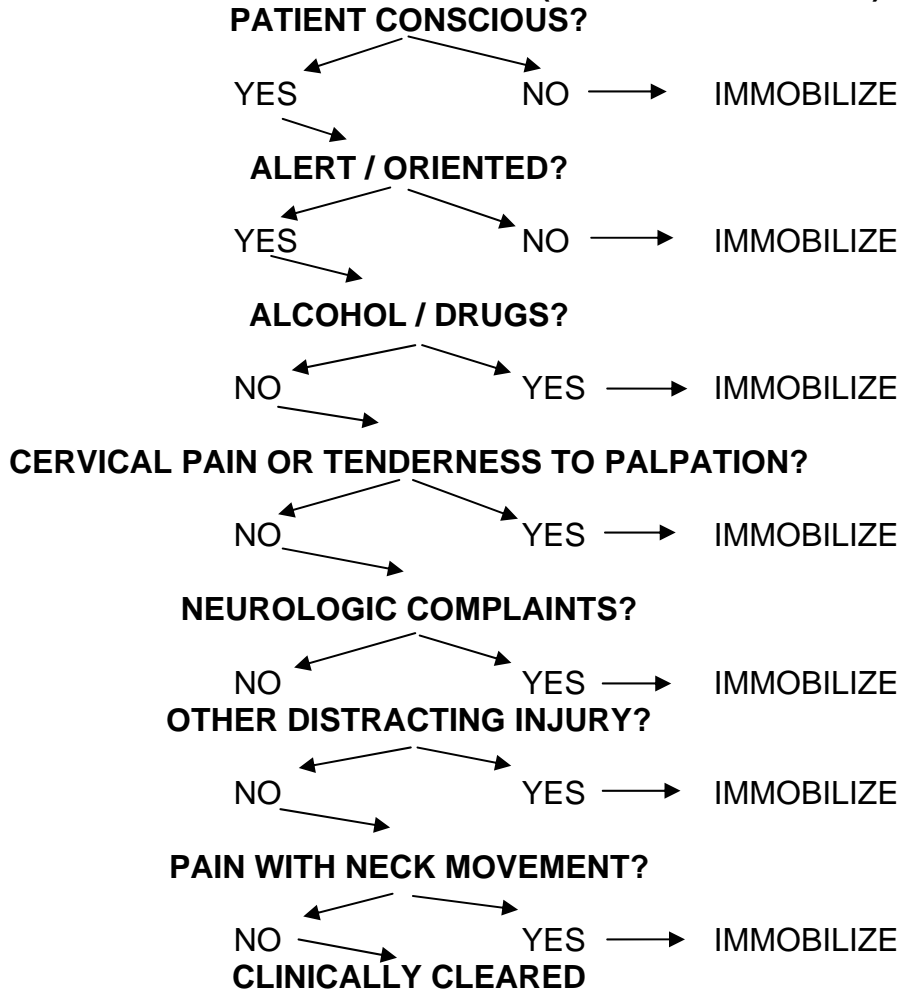 PATIENT CONSCIOUS?
YES NO IMMOBILIZE
ALERT / ORIENTED?
YES NO IMMOBILIZE
ALCOHOL / DRUGS?
NO YES IMMOBILIZE
CERVICAL PAIN OR TENDERNESS TO PALPATION?
NO YES IMMOBILIZE
NEUROLOGIC COMPLAINTS?
NO YES IMMOBILIZE
OTHER DISTRACTING INJURY?
NO YES IMMOBILIZE
PAIN WITH NECK MOVEMENT?
NO YES IMMOBILIZE
CLINICALLY CLEARED